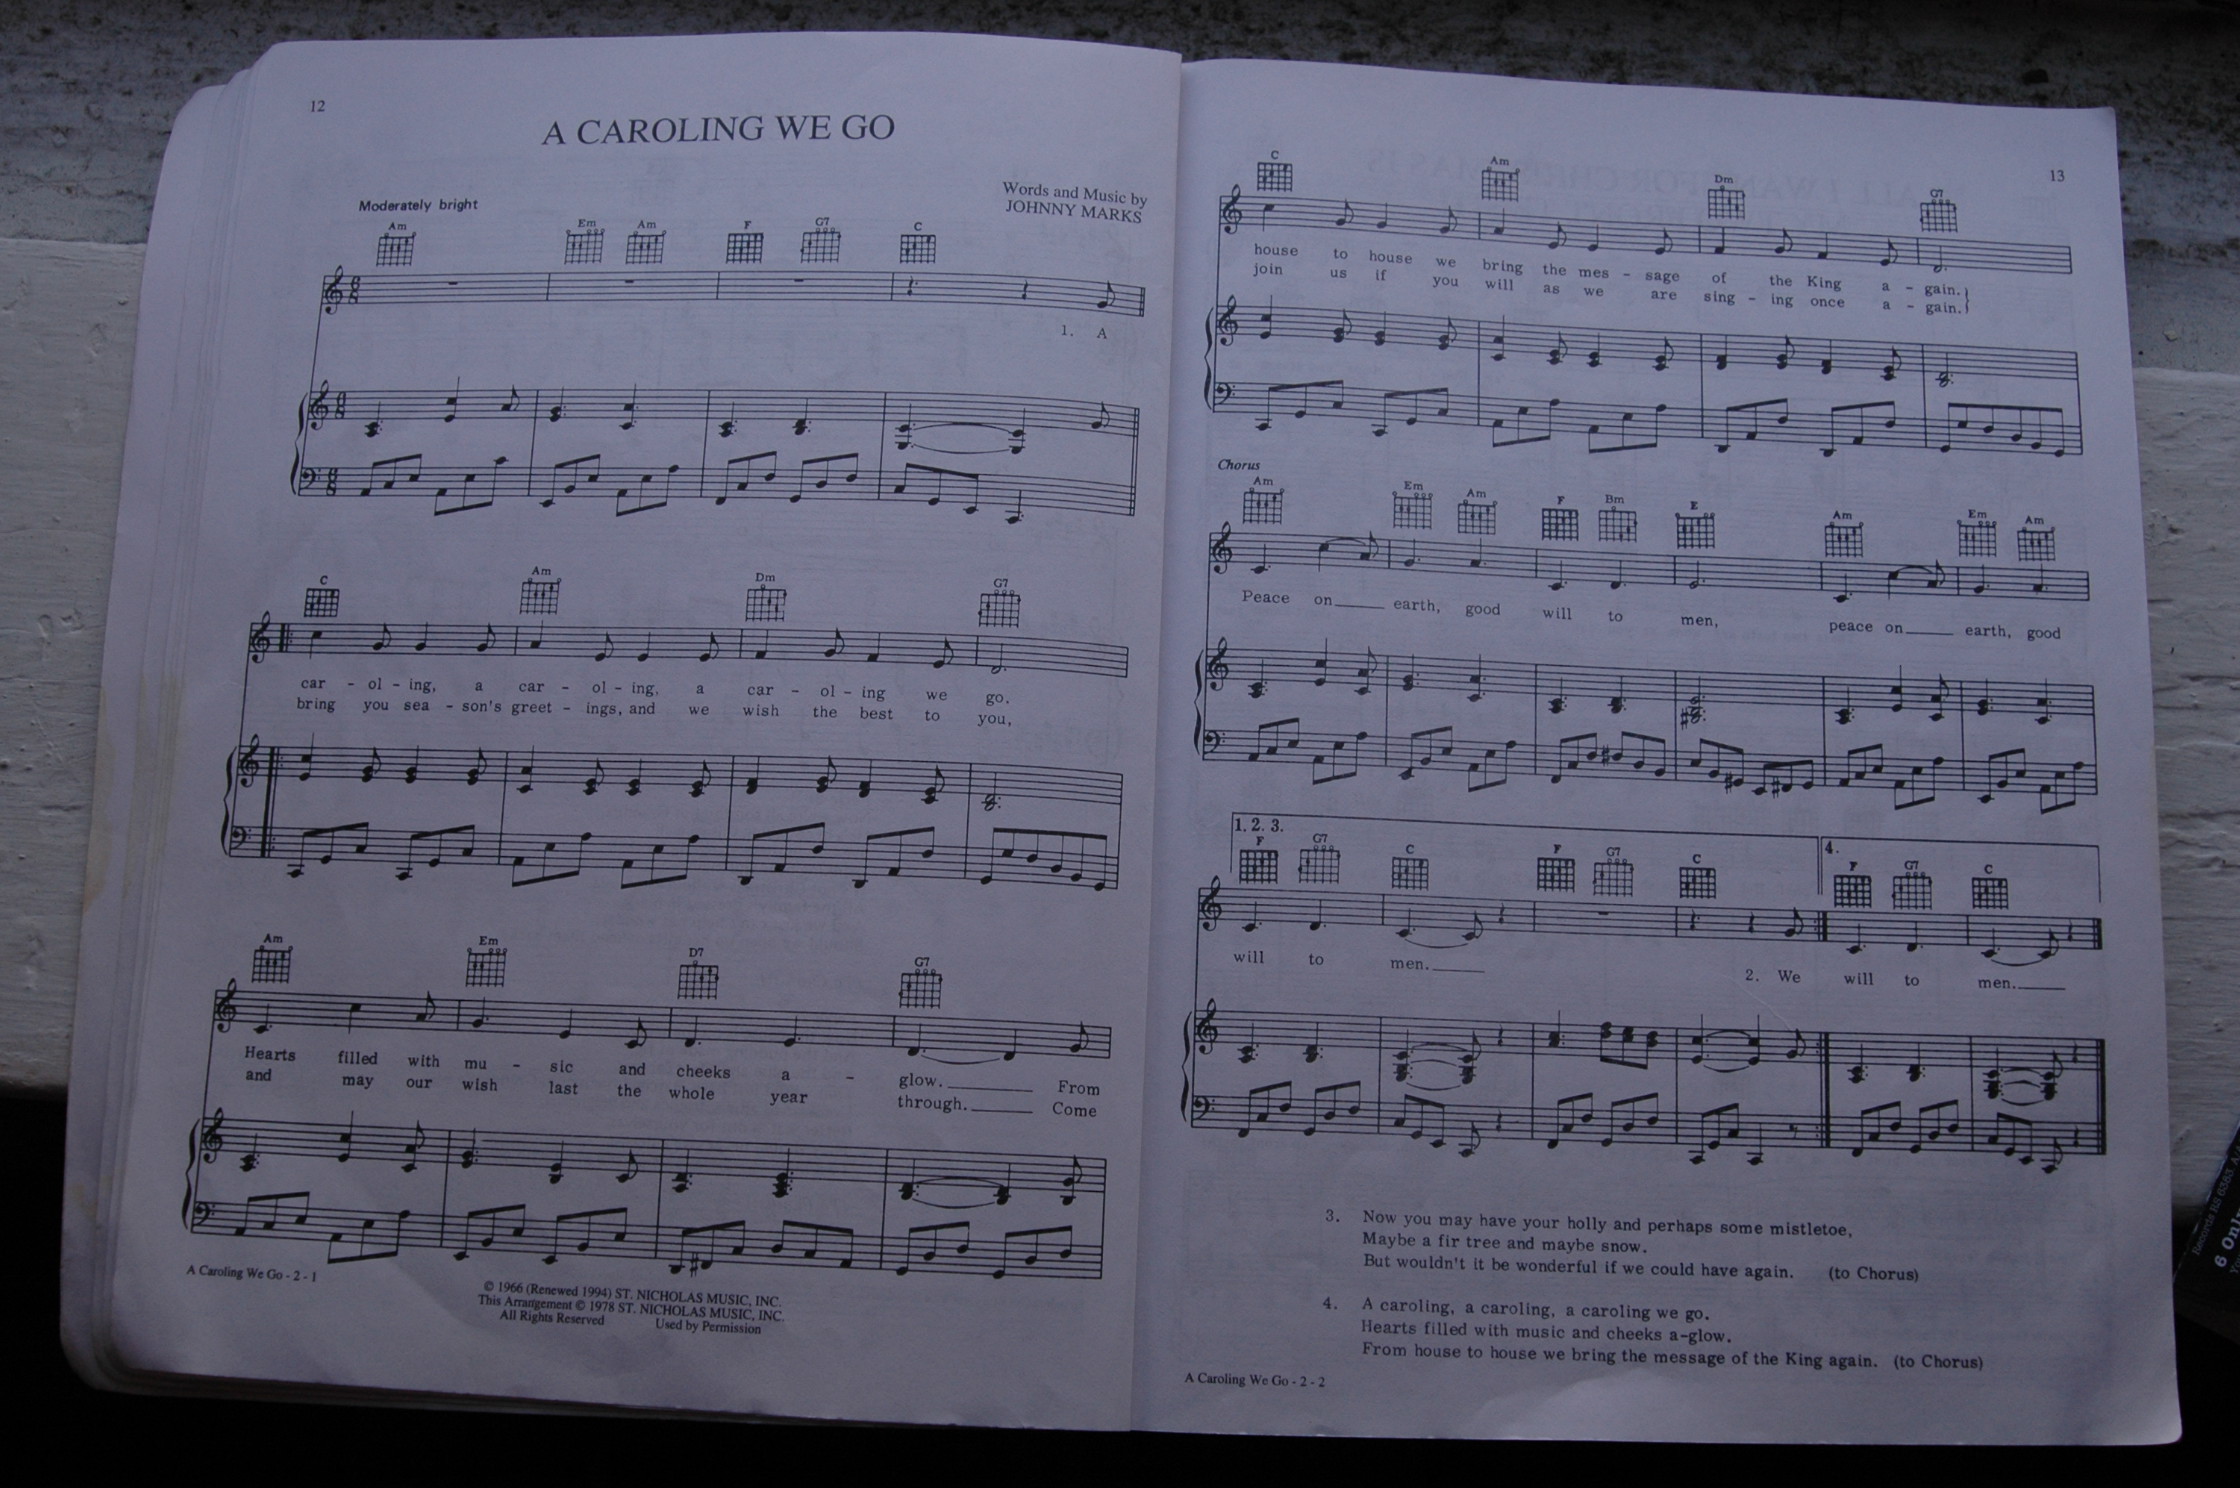 12
A CAROLING WE GO
Words and Music by
JOHNNY MARKS
Moderately bright
Am Em Am F G7 C
1. A
C Am Dm G7
car - ol - ing, a car - ol - ing, a car - ol - ing we go.
bring you sea - son's greet - ings, and we wish the best to you,
Am Em D7 G7
Hearts filled with mu - sic and cheeks a - glow. From
and may our wish last the whole year through. Come
A Caroling We Go - 2 - 1
© 1966 (Renewed 1994) ST. NICHOLAS MUSIC, INC.
This Arrangement © 1978 ST. NICHOLAS MUSIC, INC.
All Rights Reserved Used by Permission
13
C Am Dm G7
house to house we bring the mes - sage of the King a - gain.
join us if you will as we are sing - ing once a - gain.
Chorus
Am Em Am F Bm E Am Em Am
Peace on earth, good will to men, peace on earth, good
1. 2. 3. 4.
F G7 C F G7 C F G7 C
will to men. 2. We will to men.
3. Now you may have your holly and perhaps some mistletoe,
Maybe a fir tree and maybe snow.
But wouldn't it be wonderful if we could have again. (to Chorus)
4. A caroling, a caroling, a caroling we go.
Hearts filled with music and cheeks a-glow.
From house to house we bring the message of the King again. (to Chorus)
A Caroling We Go - 2 - 2